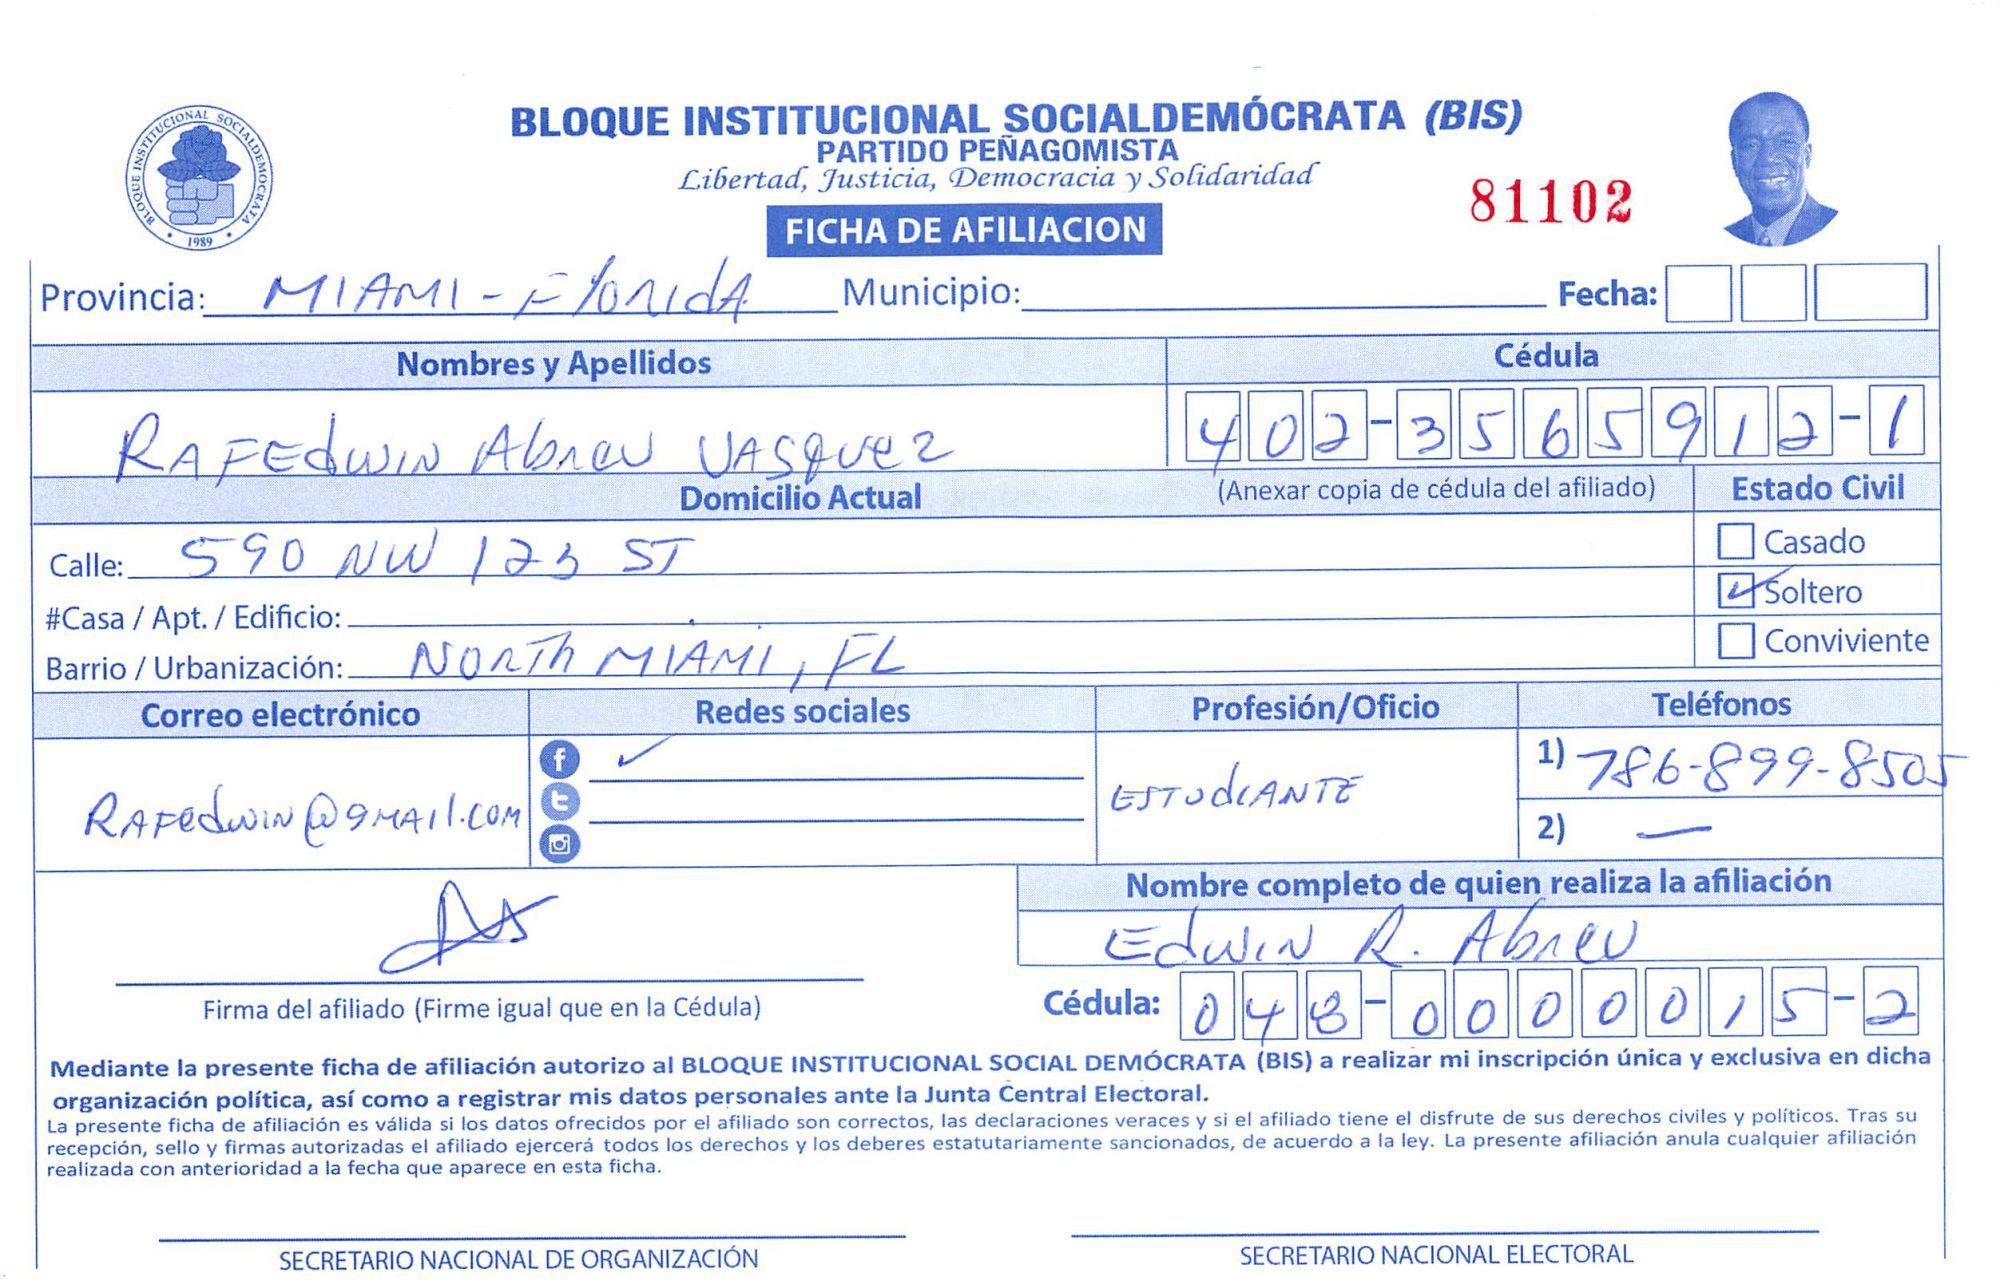 BLOQUE INSTITUCIONAL SOCIALDEMÓCRATA (BIS)
PARTIDO PEÑAGOMISTA
Libertad, Justicia, Democracia y Solidaridad
BLOQUE INSTITUCIONAL SOCIALDEMOCRATA
1989
81102
FICHA DE AFILIACION
Provincia: MIAMI - Florida Municipio: Fecha:
Nombres y Apellidos Cédula
RAFEdwin Abreu VASquez 402-3565912-1
Domicilio Actual (Anexar copia de cédula del afiliado) Estado Civil
Calle: 590 NW 123 ST Casado
#Casa / Apt. / Edificio: Soltero
Barrio / Urbanización: North MIAMI, FL Conviviente
Correo electrónico Redes sociales Profesión/Oficio Teléfonos
RAFedwin@gmail.com ESTUdIANTE 1) 786-899-8505
2) —
Nombre completo de quien realiza la afiliación
Edwin R. Abreu
Firma del afiliado (Firme igual que en la Cédula) Cédula: 048-0000015-2
Mediante la presente ficha de afiliación autorizo al BLOQUE INSTITUCIONAL SOCIAL DEMÓCRATA (BIS) a realizar mi inscripción única y exclusiva en dicha
organización política, así como a registrar mis datos personales ante la Junta Central Electoral.
La presente ficha de afiliación es válida si los datos ofrecidos por el afiliado son correctos, las declaraciones veraces y si el afiliado tiene el disfrute de sus derechos civiles y políticos. Tras su
recepción, sello y firmas autorizadas el afiliado ejercerá todos los derechos y los deberes estatutariamente sancionados, de acuerdo a la ley. La presente afiliación anula cualquier afiliación
realizada con anterioridad a la fecha que aparece en esta ficha.
SECRETARIO NACIONAL DE ORGANIZACIÓN SECRETARIO NACIONAL ELECTORAL